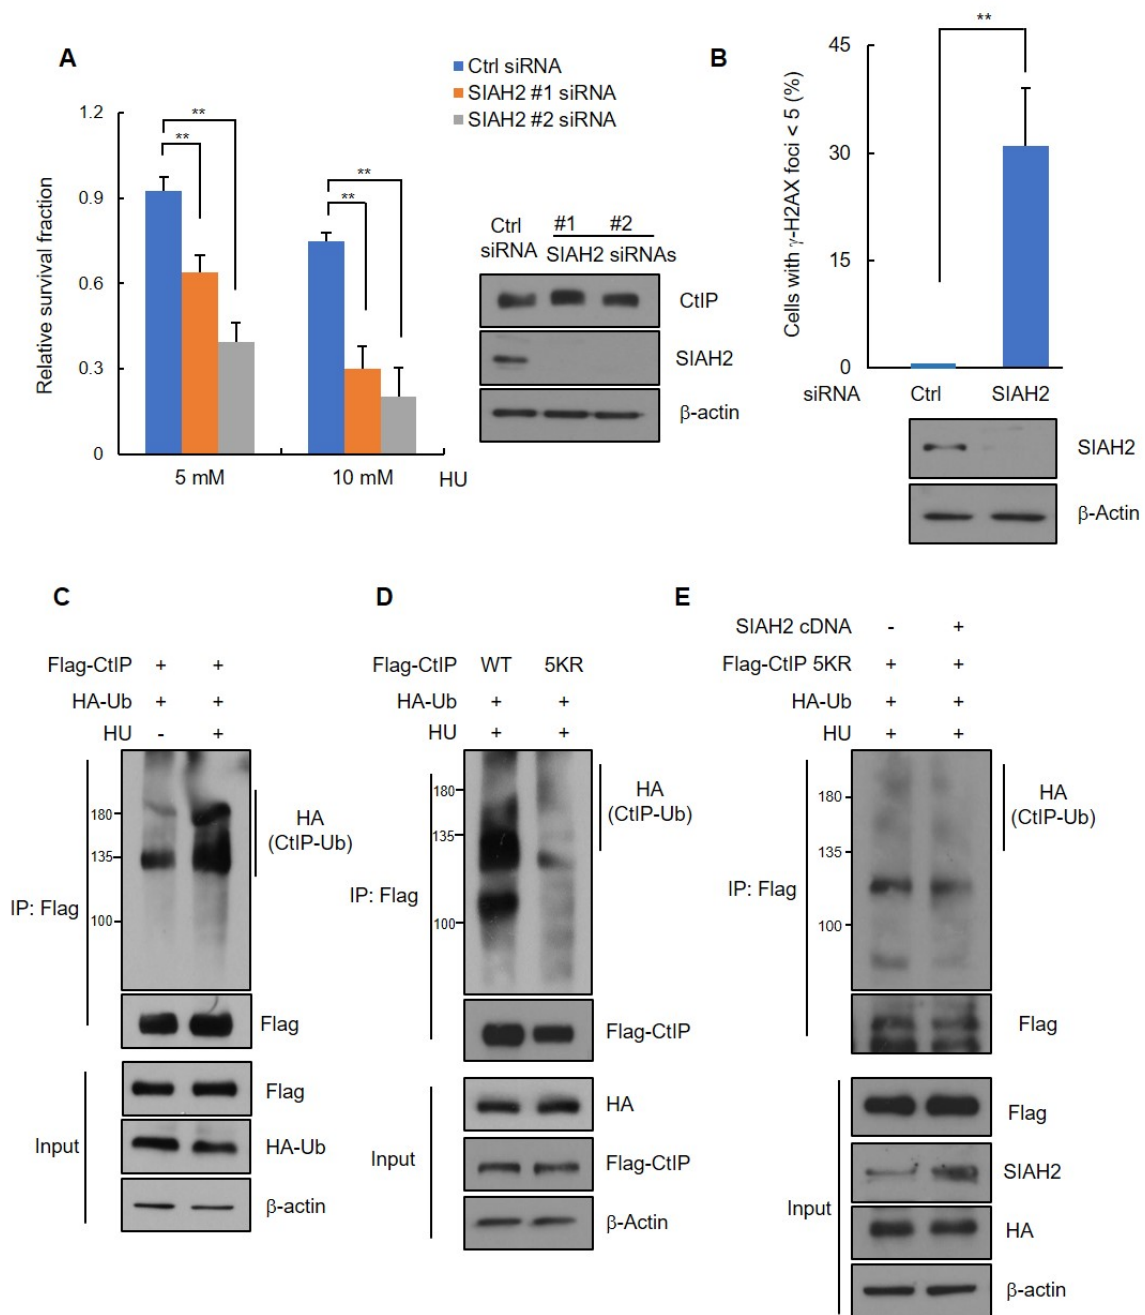 A
Ctrl siRNA
SIAH2 #1 siRNA
SIAH2 #2 siRNA
Relative survival fraction
1.2
0.9
0.6
0.3
0
**
**
**
**
5 mM
10 mM
HU
Ctrl
siRNA
#1
#2
SIAH2 siRNAs
CtIP
SIAH2
β-actin
B
**
Cells with γ-H2AX foci < 5 (%)
45
30
15
0
siRNA
Ctrl
SIAH2
SIAH2
β-Actin
C
Flag-CtIP + +
HA-Ub + +
HU - +
180
135
100
HA
(CtIP-Ub)
IP: Flag
Flag
Flag
Input
HA-Ub
β-actin
D
Flag-CtIP WT 5KR
HA-Ub + +
HU + +
180
135
100
HA
(CtIP-Ub)
IP: Flag
Flag-CtIP
HA
Input
Flag-CtIP
β-Actin
E
SIAH2 cDNA - +
Flag-CtIP 5KR + +
HA-Ub + +
HU + +
180
135
100
HA
(CtIP-Ub)
IP: Flag
Flag
Flag
SIAH2
Input
HA
β-actin